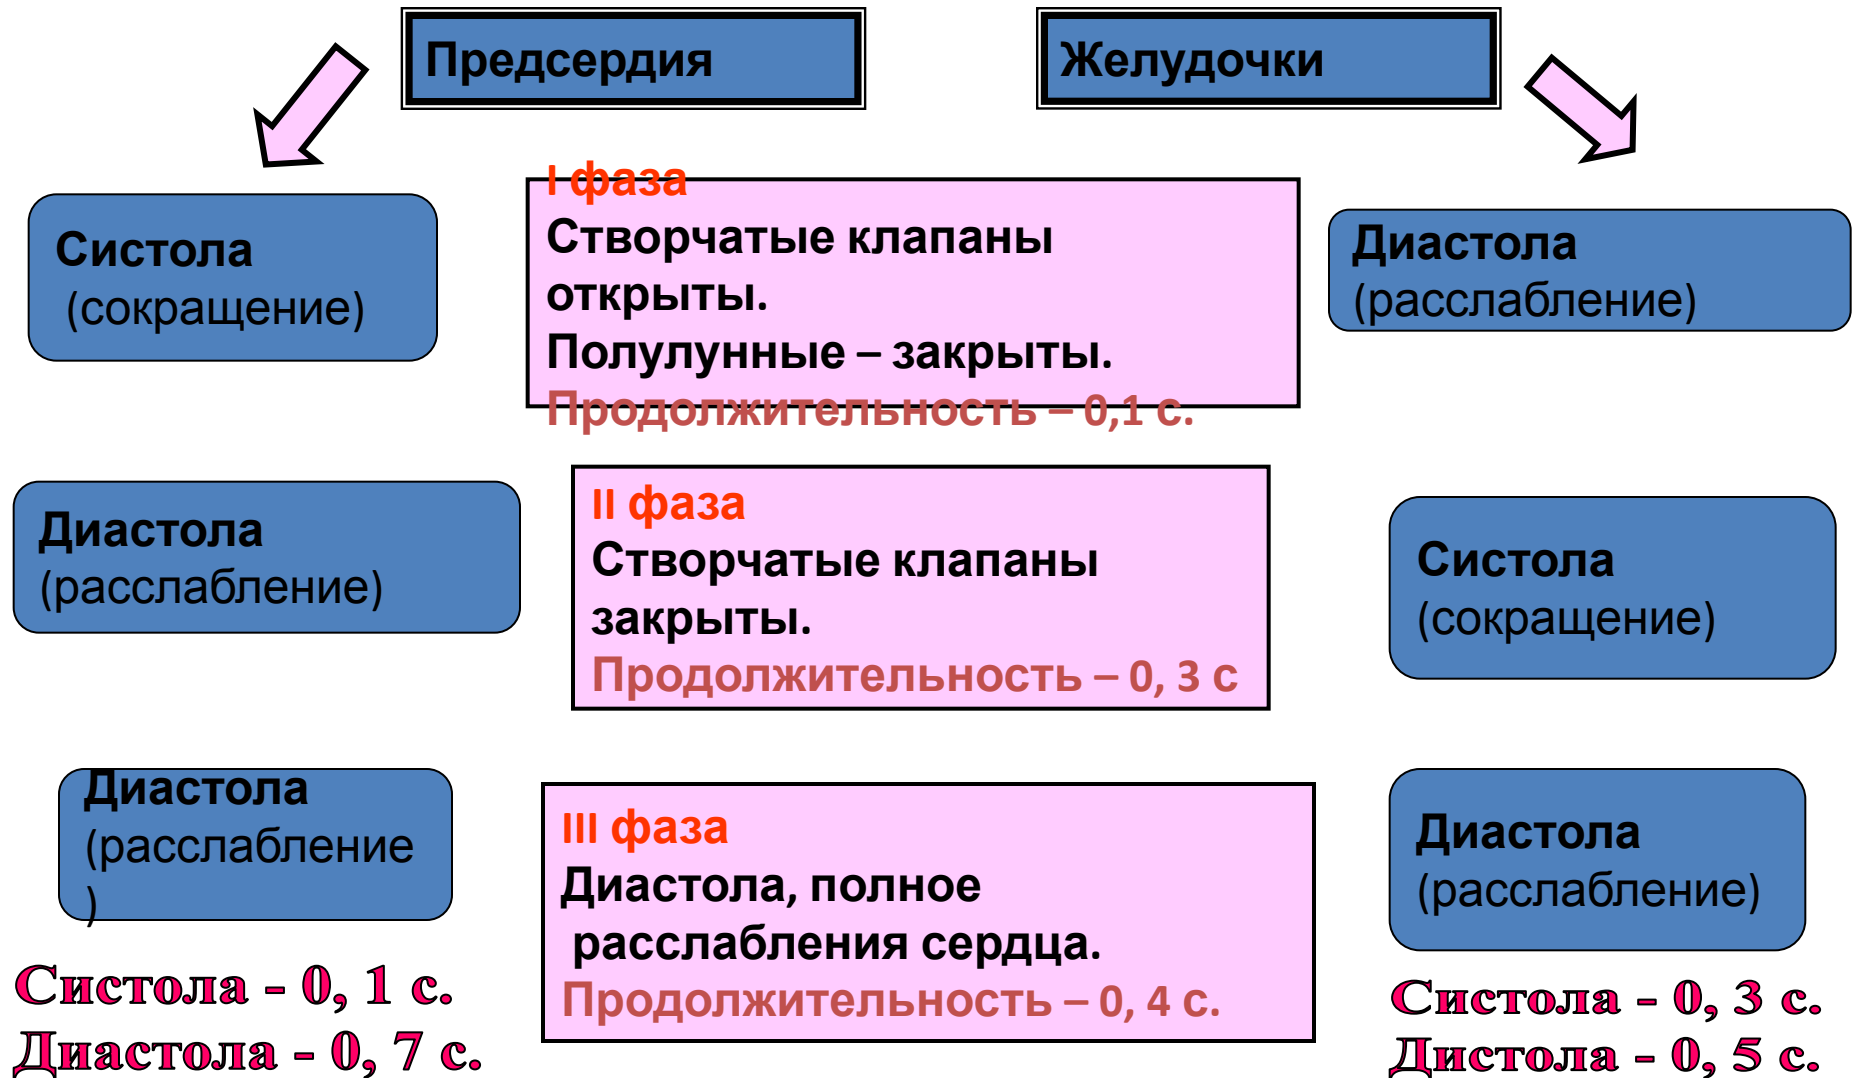 Предсердия
Желудочки
Систола
(сокращение)
I фаза
Створчатые клапаны
открыты.
Полулунные – закрыты.
Продолжительность – 0,1 с.
Диастола
(расслабление)
Диастола
(расслабление)
II фаза
Створчатые клапаны
закрыты.
Продолжительность – 0, 3 с
Систола
(сокращение)
Диастола
(расслабление
)
III фаза
Диастола, полное
расслабления сердца.
Продолжительность – 0, 4 с.
Диастола
(расслабление)
Систола - 0, 1 с.
Диастола - 0, 7 с.
Систола - 0, 3 с.
Дистола - 0, 5 с.